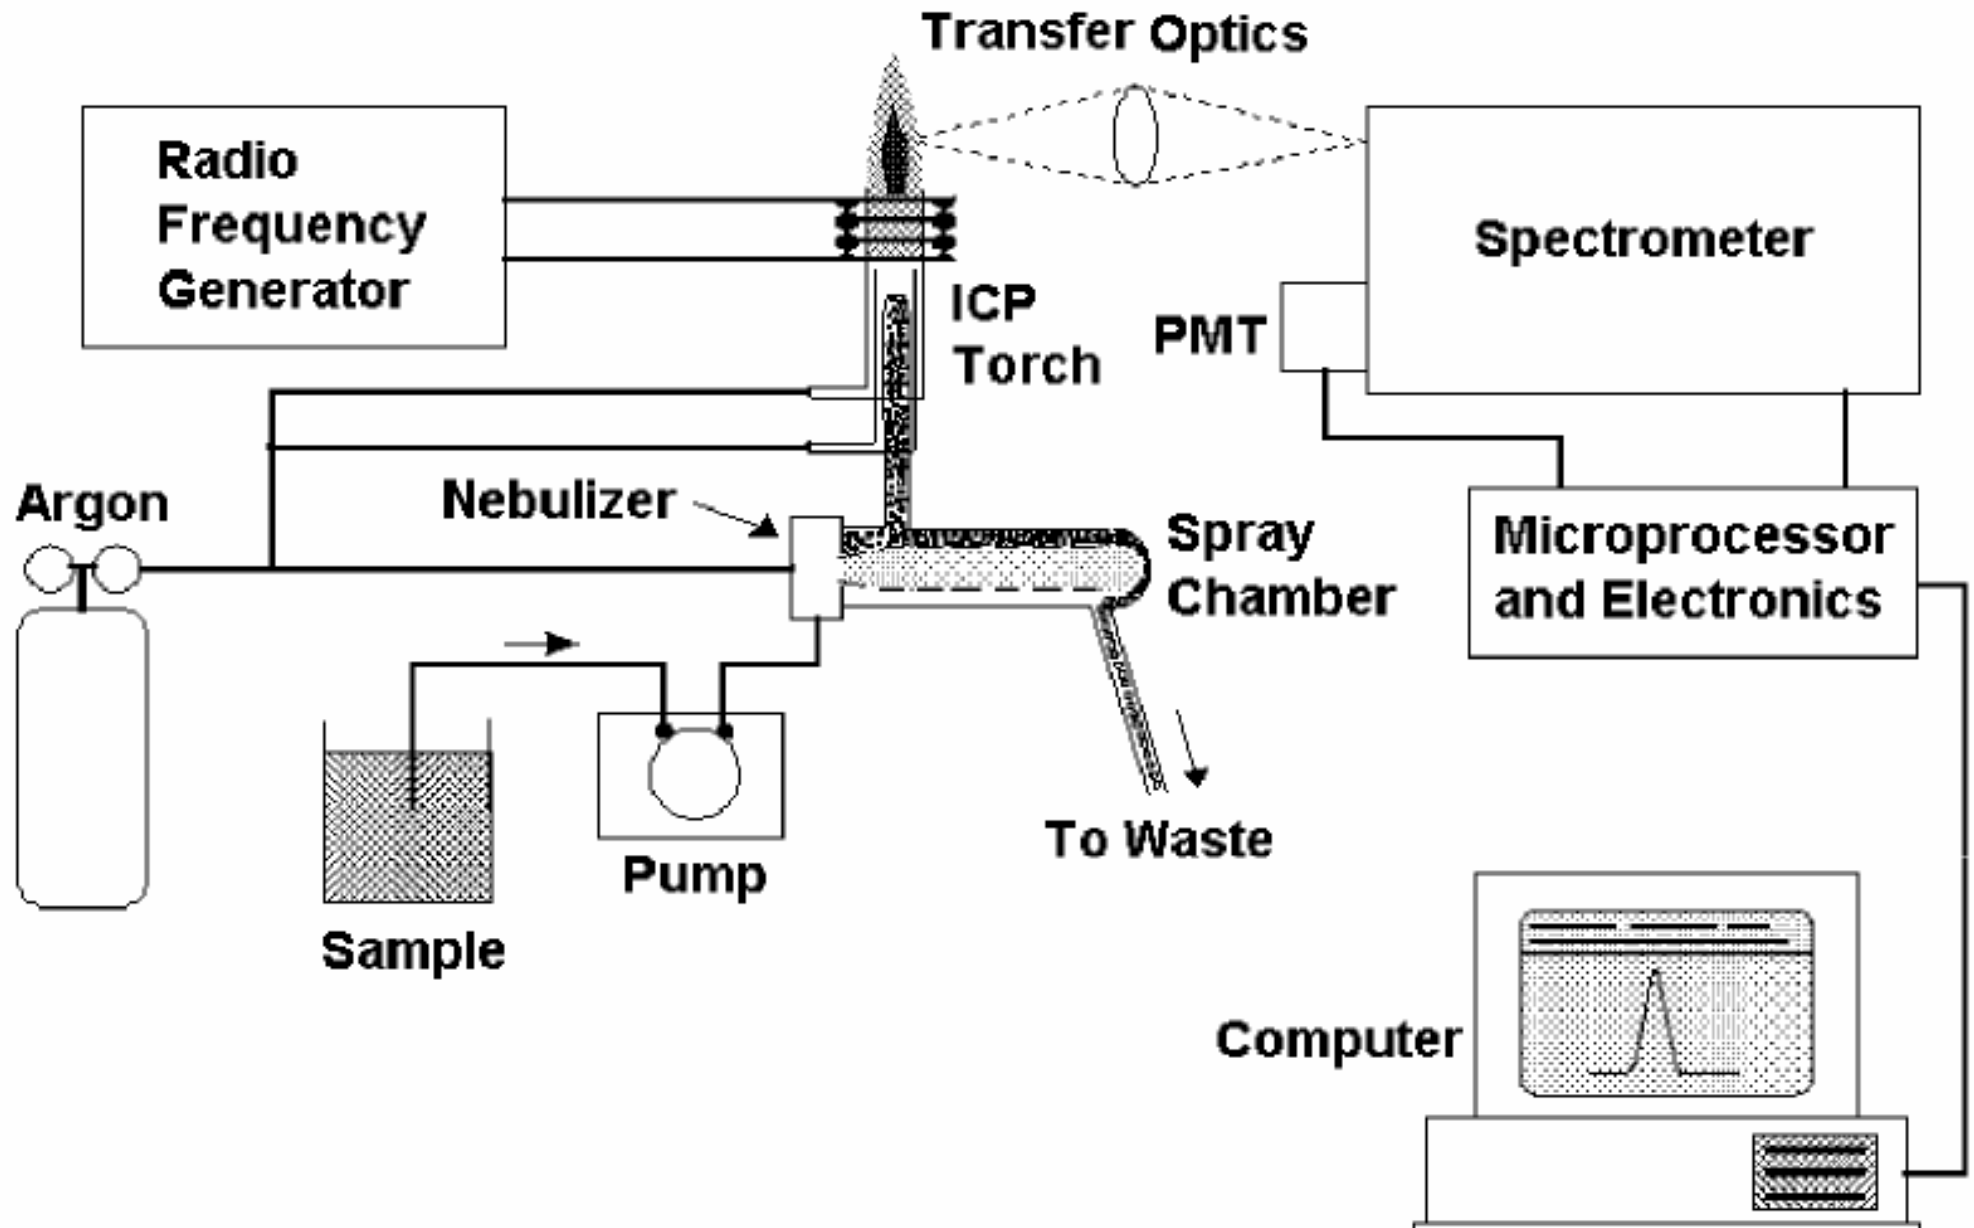 Transfer Optics
Radio
Frequency
Generator
Spectrometer
ICP
Torch
PMT
Argon
Nebulizer
Spray
Chamber
Microprocessor
and Electronics
To Waste
Pump
Sample
Computer